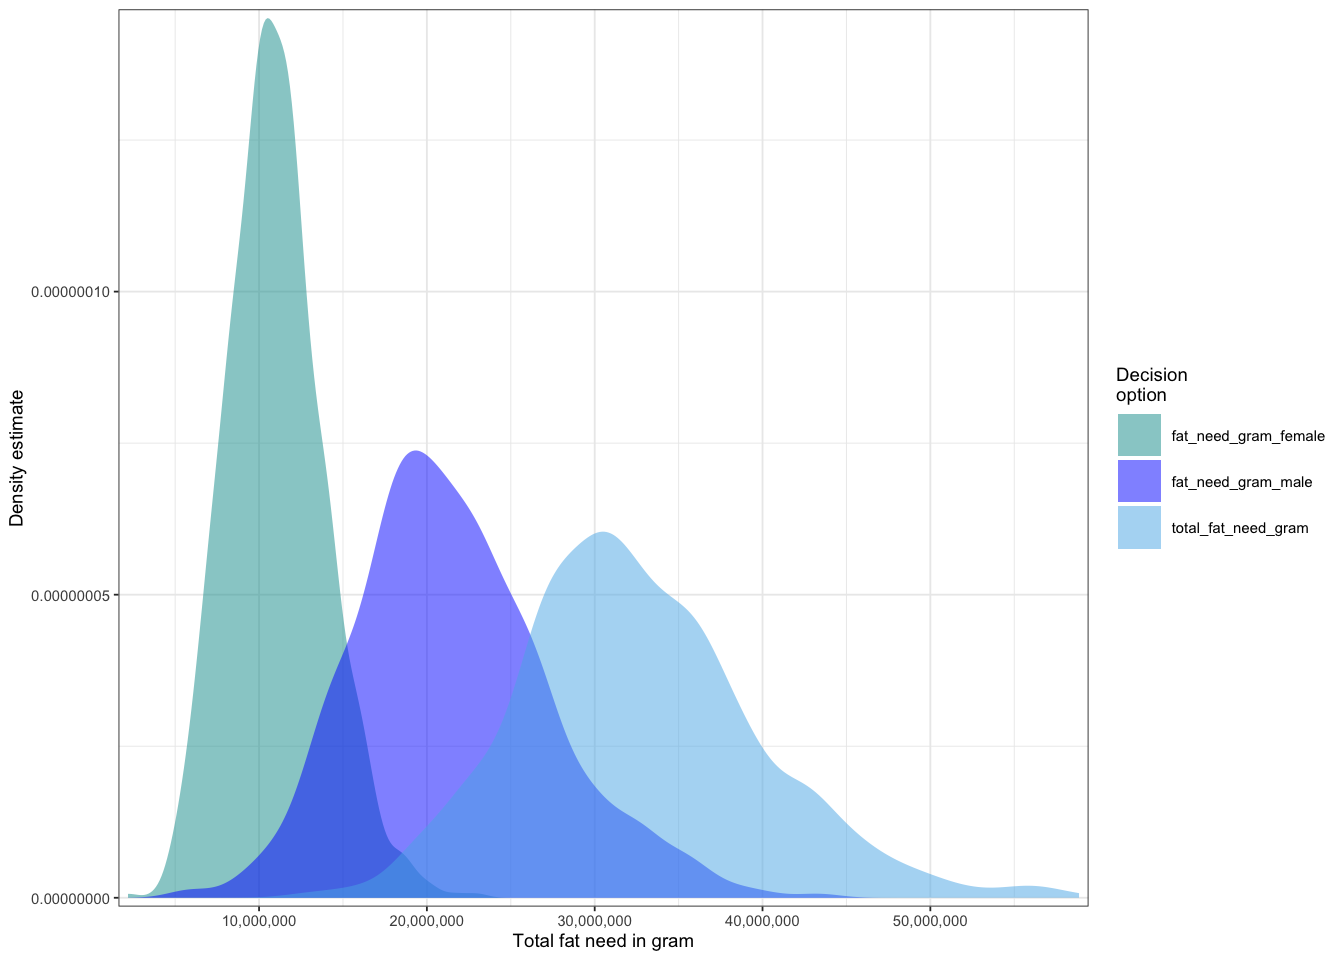 Density estimate
0.00000010
0.00000005
0.00000000
10,000,000
20,000,000
30,000,000
40,000,000
50,000,000
Total fat need in gram
Decision
option
fat_need_gram_female
fat_need_gram_male
total_fat_need_gram